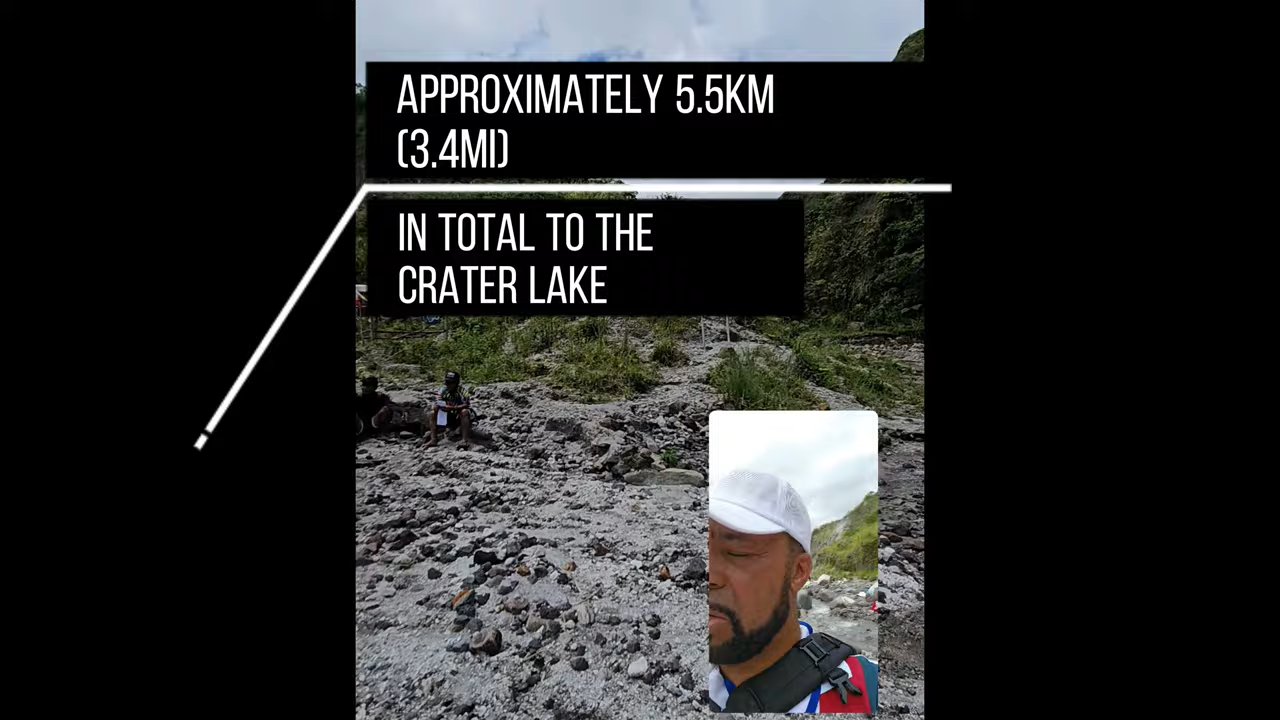 APPROXIMATELY 5.5KM
(3.4MI)
IN TOTAL TO THE
CRATER LAKE